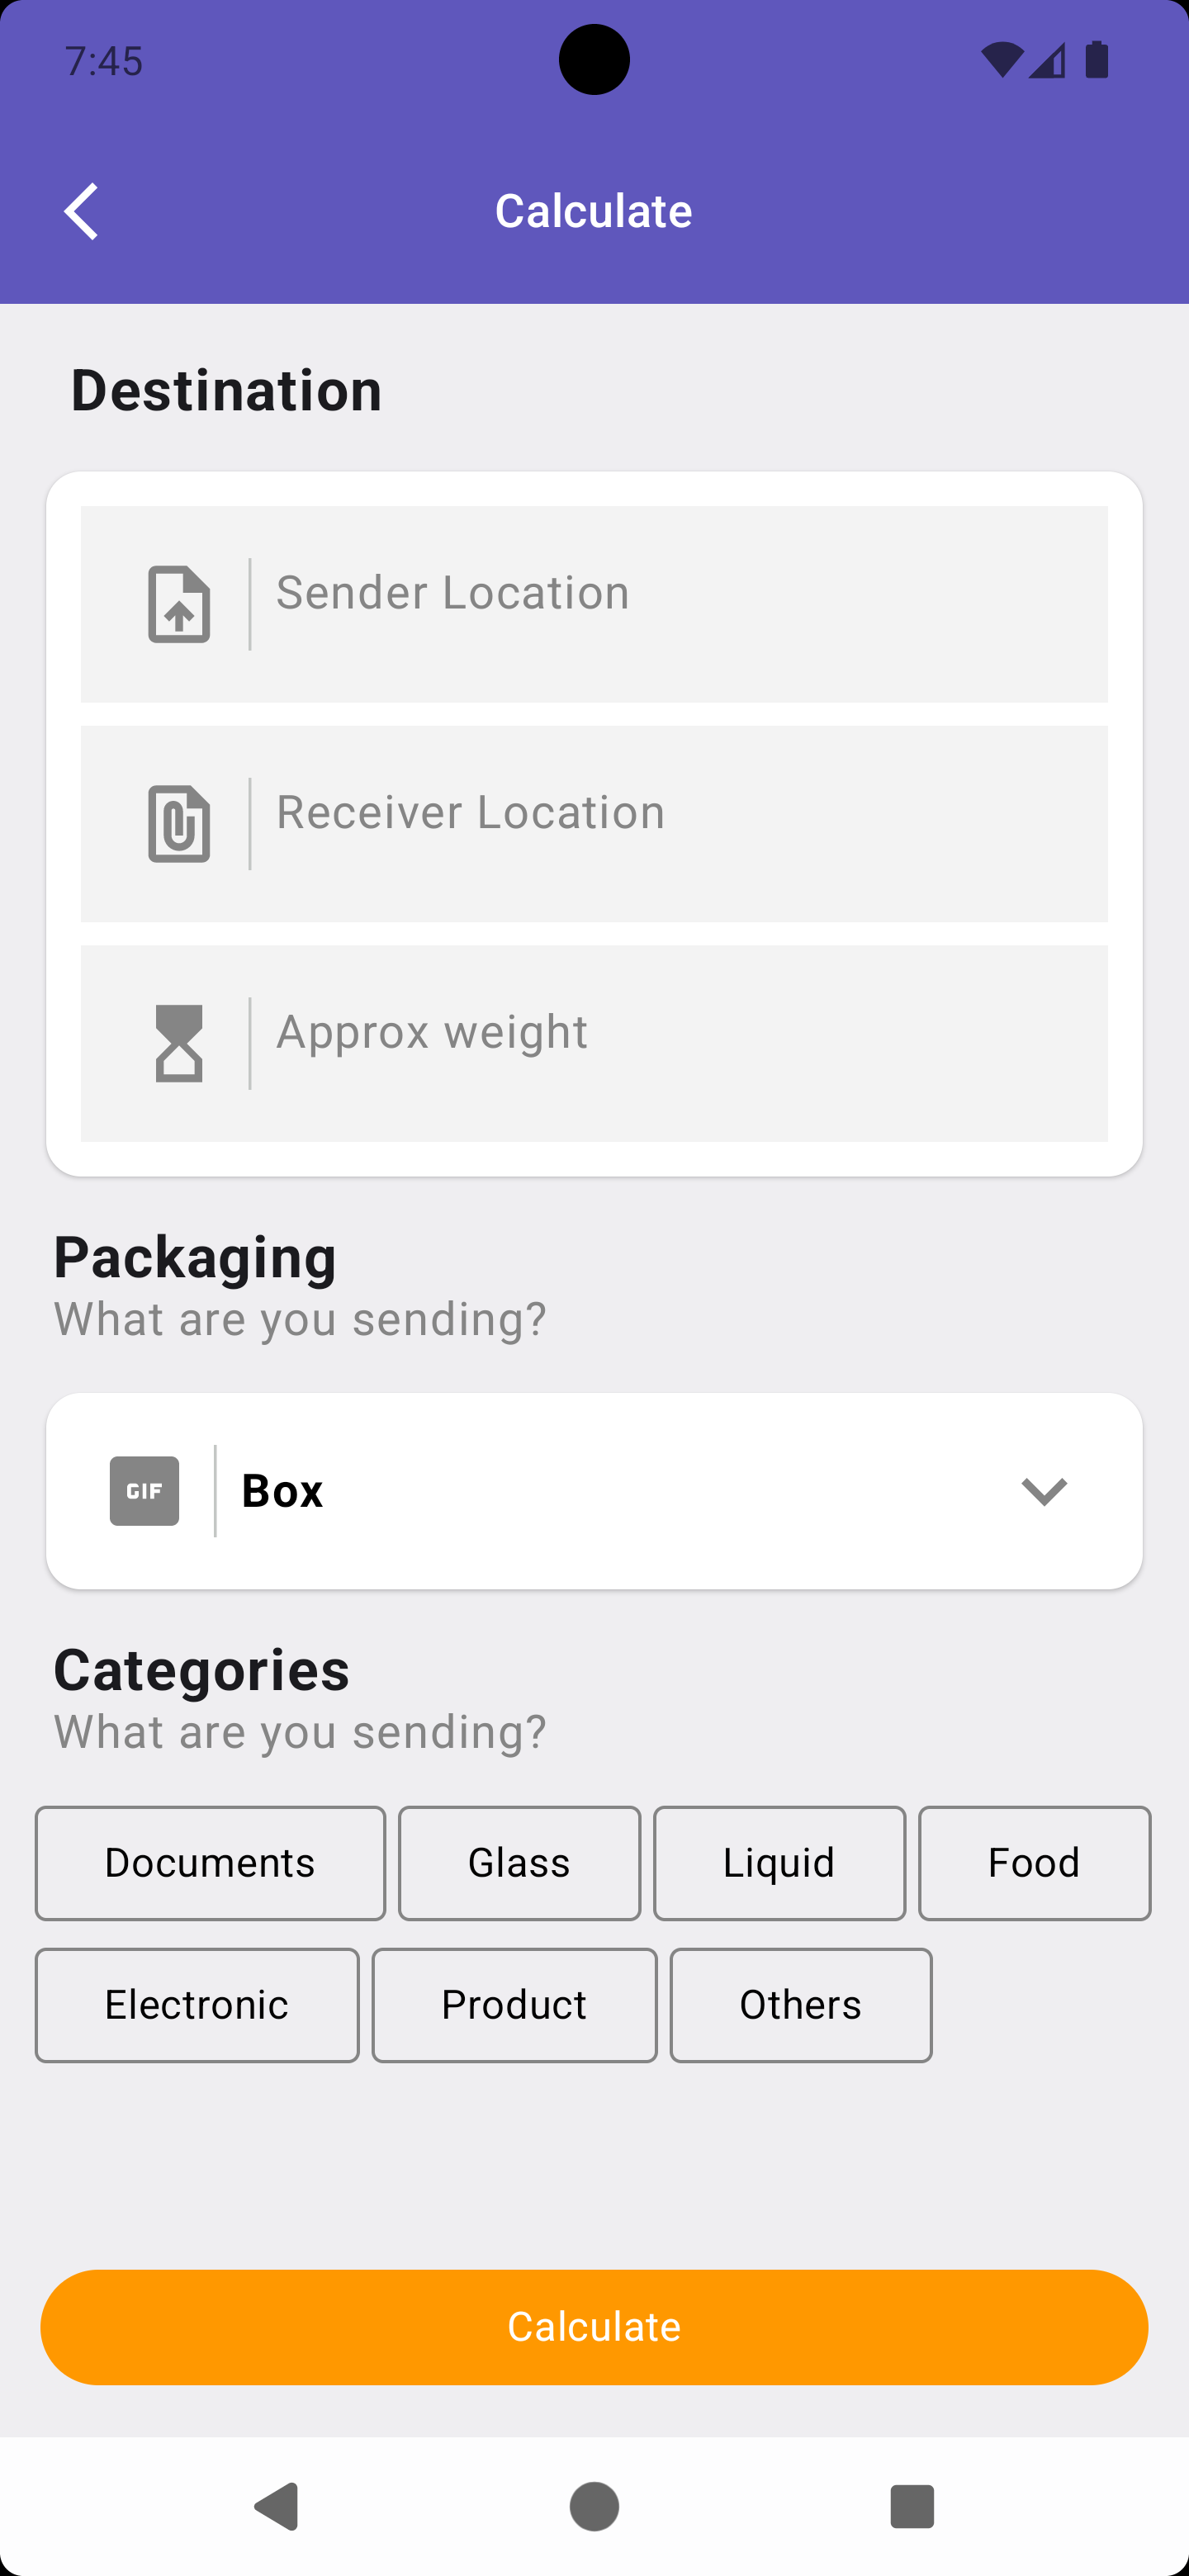 7:45
Calculate
Destination
Sender Location
Receiver Location
Approx weight
Packaging
What are you sending?
GIF Box
Categories
What are you sending?
Documents Glass Liquid Food
Electronic Product Others
Calculate